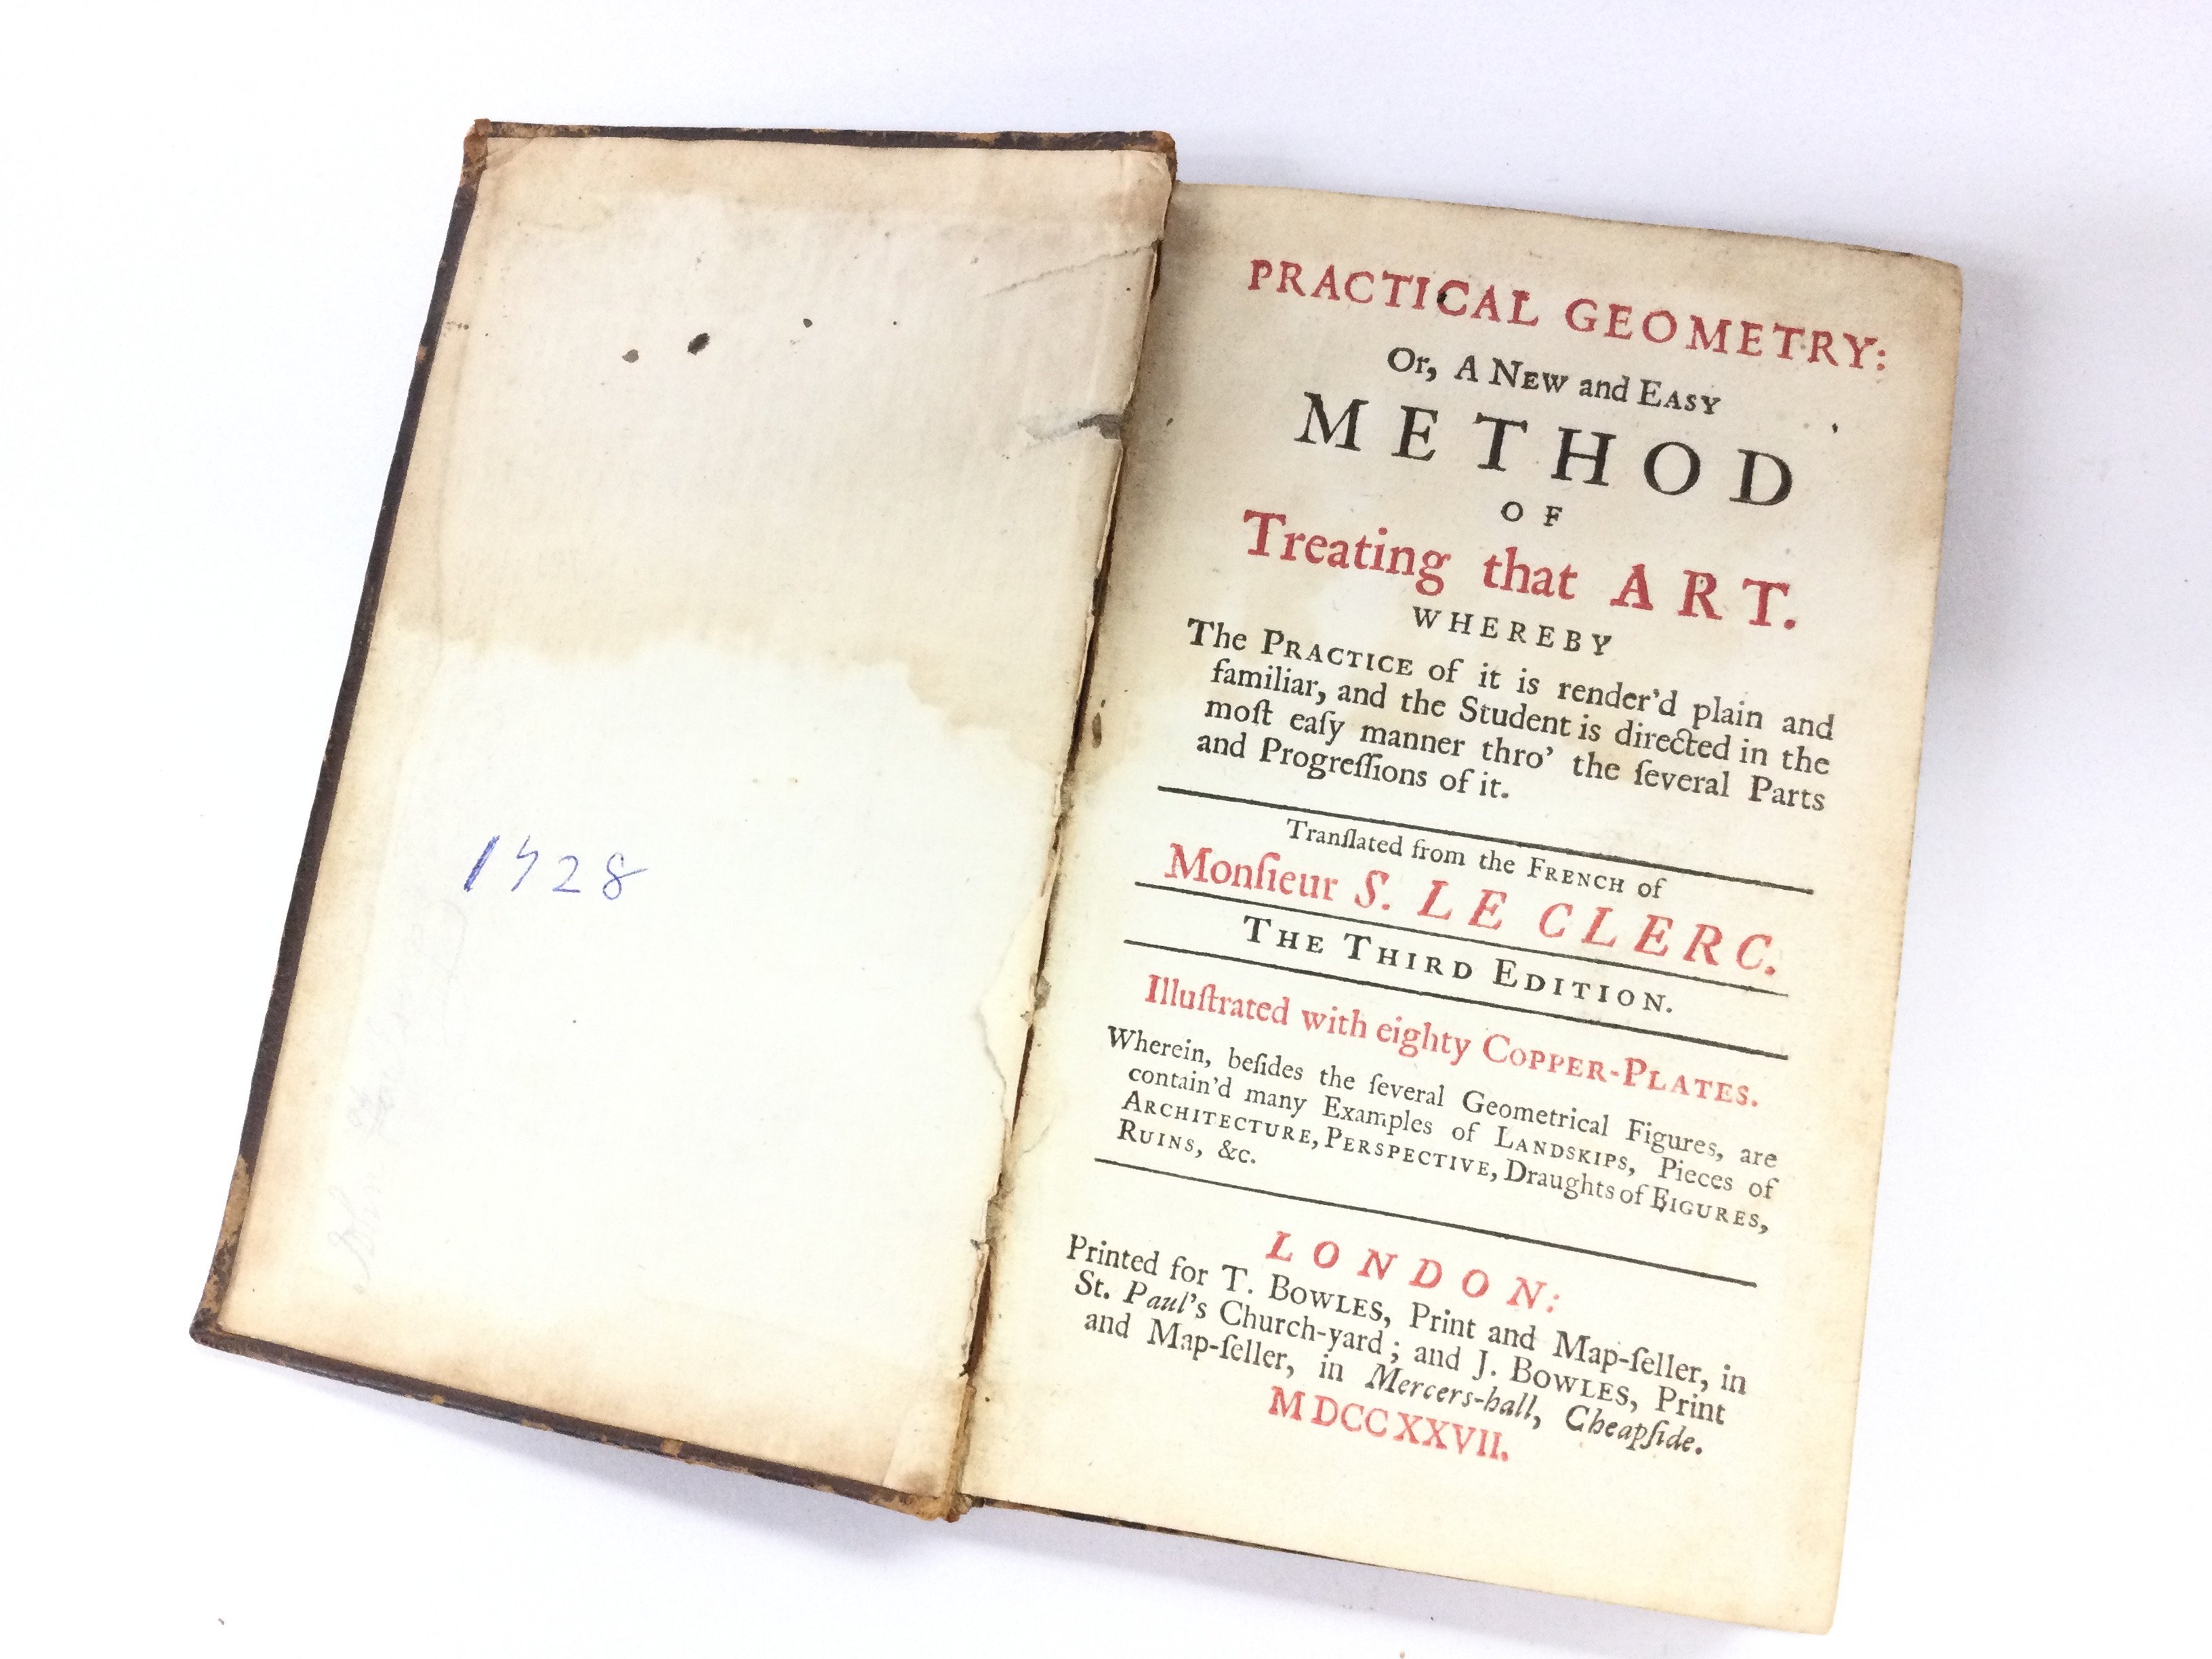 1728
PRACTICAL GEOMETRY:
Or, A NEW and EASY
METHOD
OF
Treating that ART.
WHEREBY
The PRACTICE of it is render'd plain and
familiar, and the Student is directed in the
moſt eaſy manner thro' the ſeveral Parts
and Progreſſions of it.
Tranſlated from the FRENCH of
Monſieur S. LE CLERC.
THE THIRD EDITION.
Illuſtrated with eighty COPPER-PLATES.
Wherein, beſides the ſeveral Geometrical Figures, are
contain'd many Examples of LANDSKIPS, Pieces of
ARCHITECTURE, PERSPECTIVE, Draughts of FIGURES,
RUINS, &c.
LONDON:
Printed for T. BOWLES, Print and Map-ſeller, in
St. Paul's Church-yard; and J. BOWLES, Print
and Map-ſeller, in Mercers-hall, Cheapſide.
MDCCXXVII.